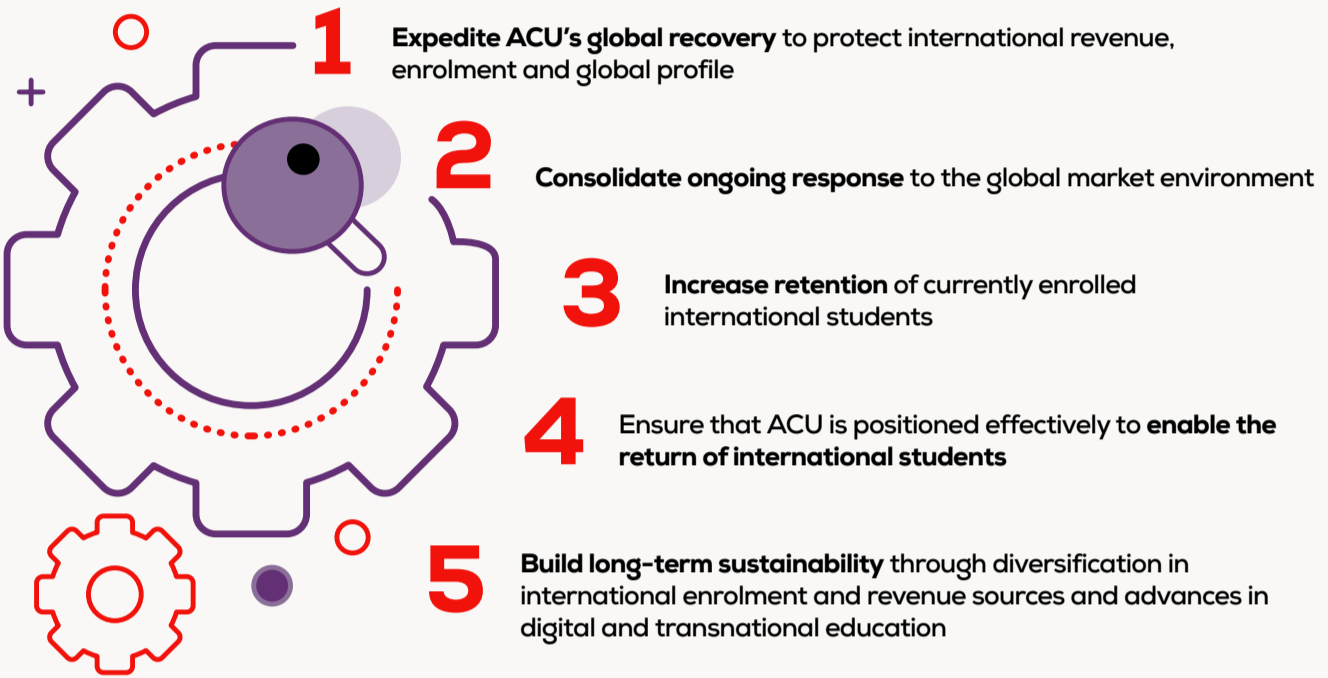 1
Expedite ACU’s global recovery to protect international revenue,
enrolment and global profile
2
Consolidate ongoing response to the global market environment
3
Increase retention of currently enrolled
international students
4
Ensure that ACU is positioned effectively to enable the
return of international students
5
Build long-term sustainability through diversification in
international enrolment and revenue sources and advances in
digital and transnational education